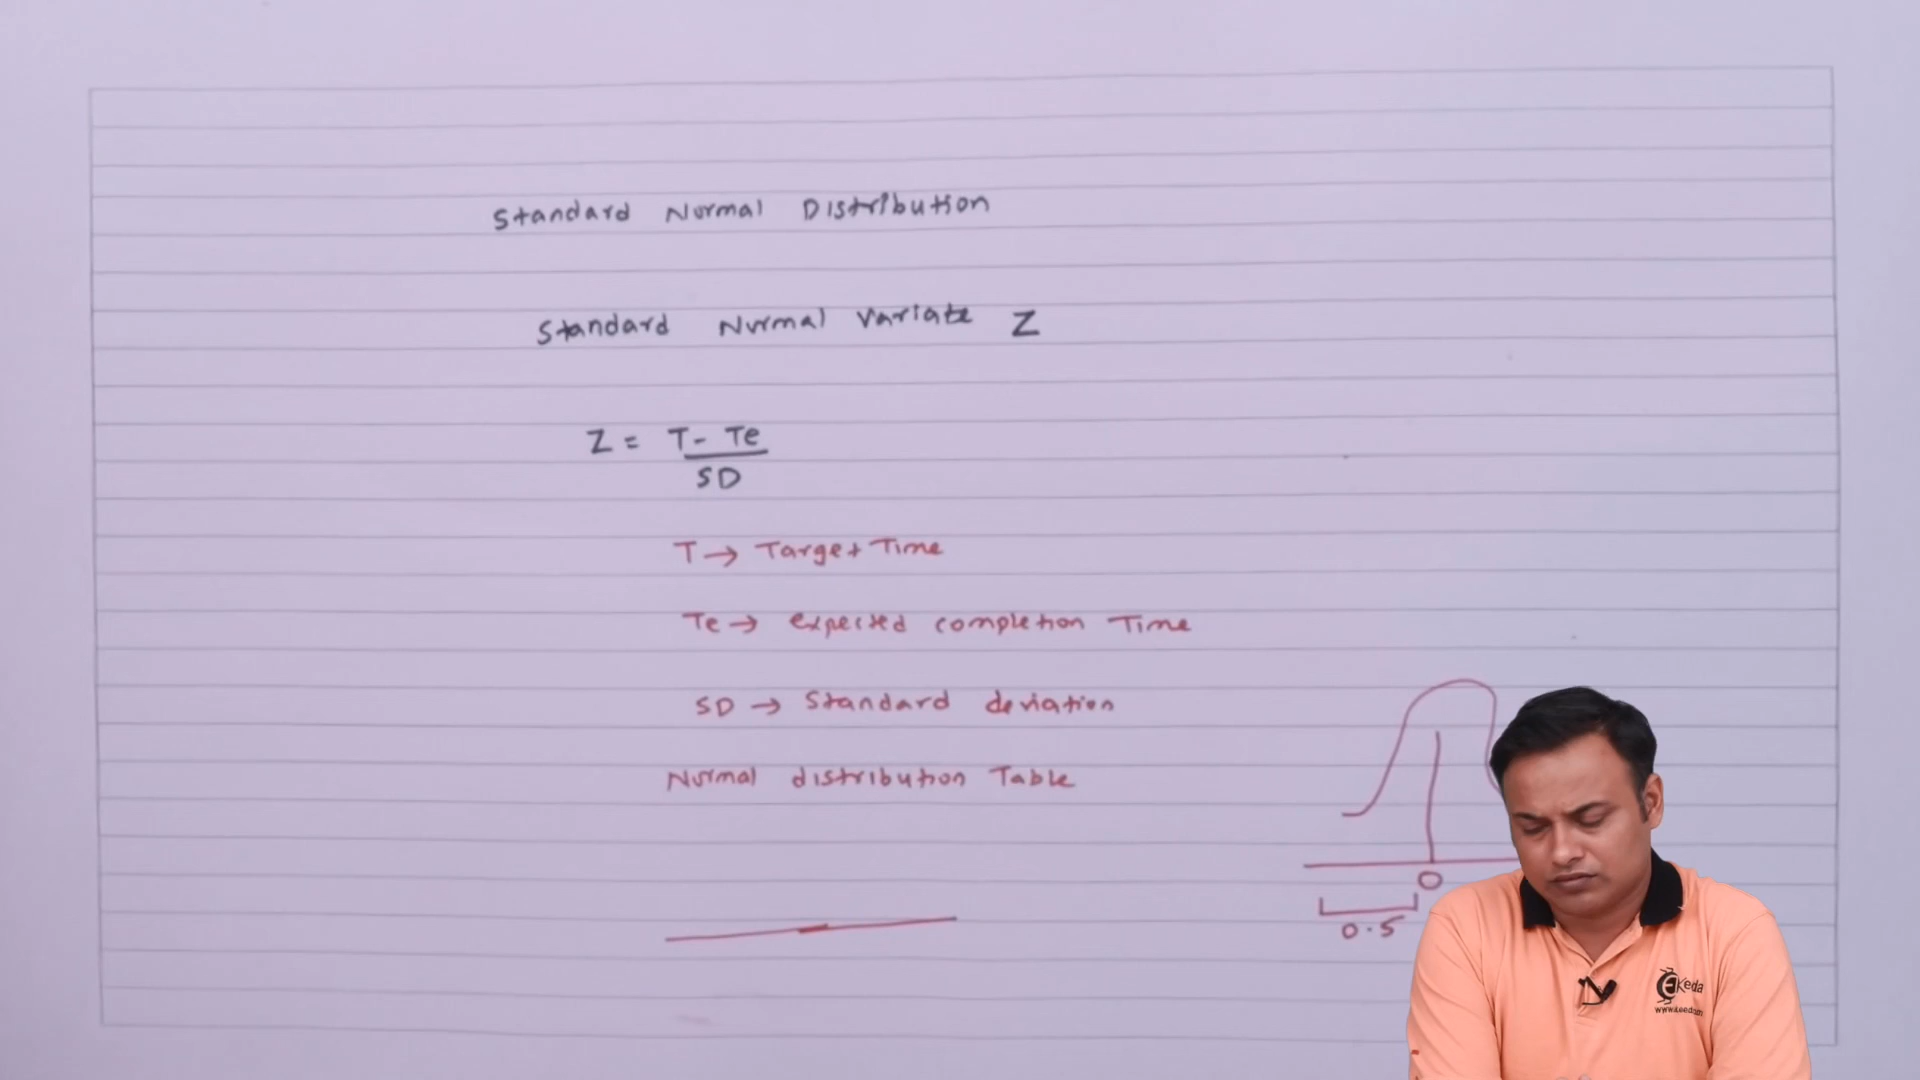 Standard Normal Distribution
Standard Normal Variate Z
Z = T - Te
SD
T → Target Time
Te → expected completion Time
SD → Standard deviation
Normal distribution Table
0
0.5
Ekeda